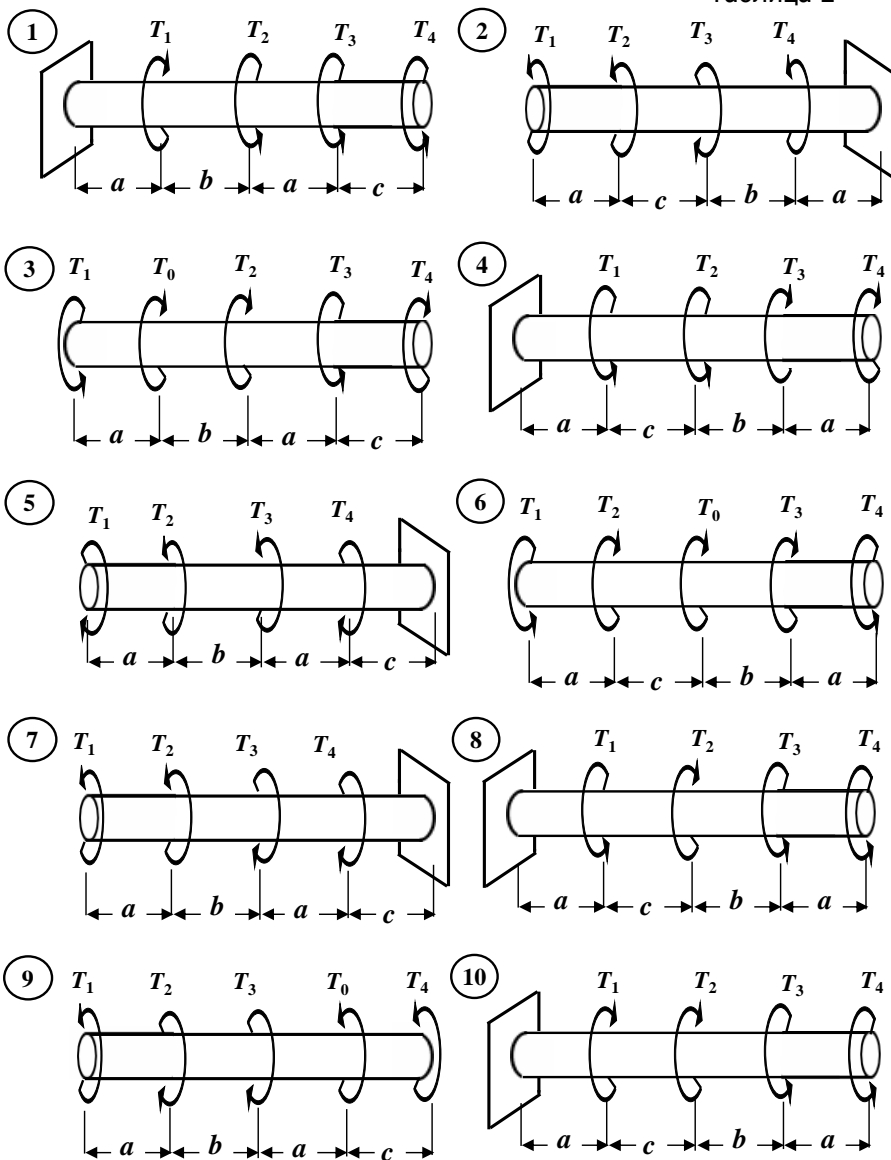 Таблица 2
1 T1 T2 T3 T4
a b a c
2 T1 T2 T3 T4
a c b a
3 T1 T0 T2 T3 T4
a b a c
4 T1 T2 T3 T4
a c b a
5 T1 T2 T3 T4
a b a c
6 T1 T2 T0 T3 T4
a c b a
7 T1 T2 T3 T4
a b a c
8 T1 T2 T3 T4
a c b a
9 T1 T2 T3 T0 T4
a b a c
10 T1 T2 T3 T4
a c b a